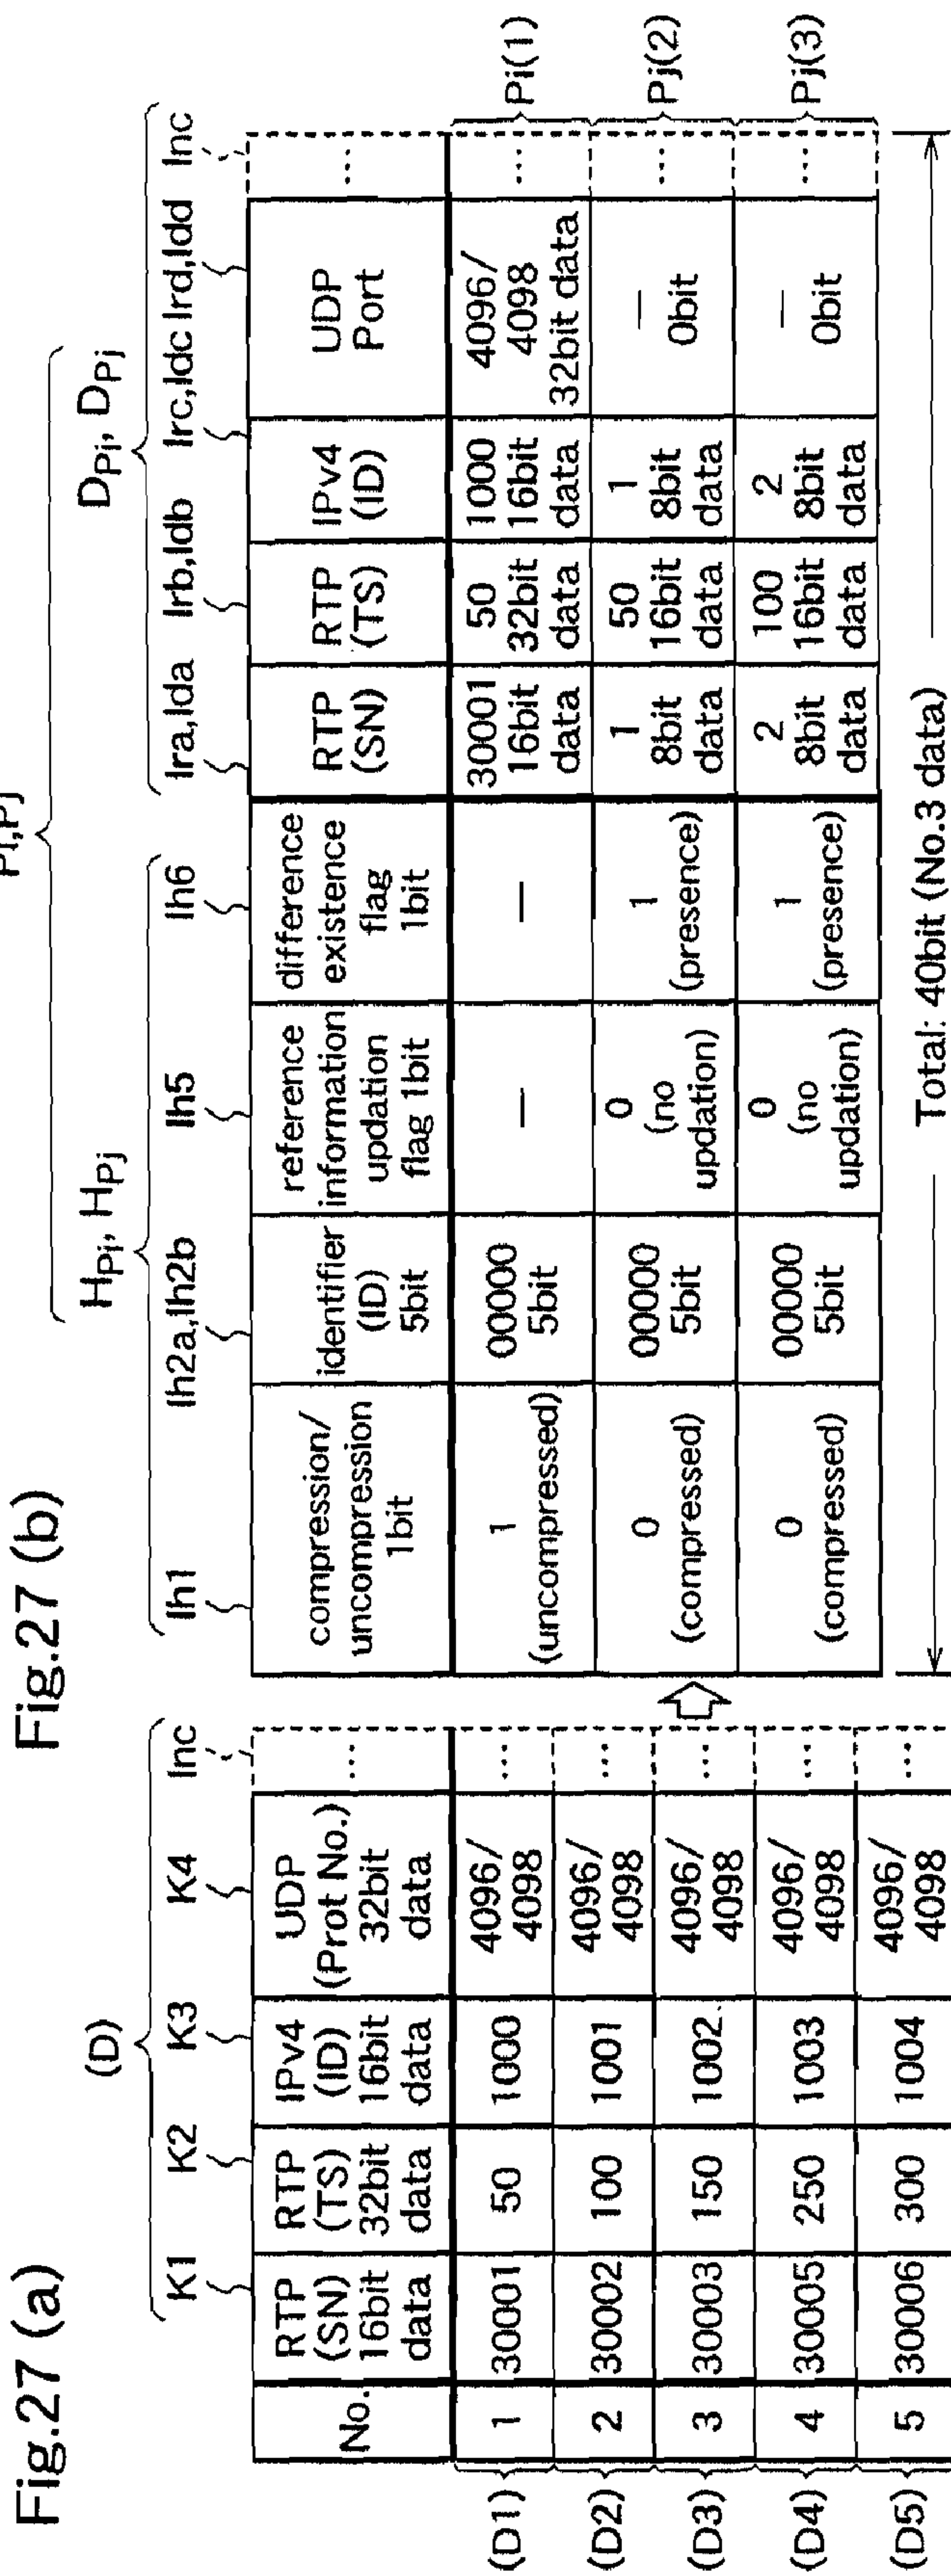 Fig.27 (a)
(D)
K1
K2
K3
K4
Inc
No.
RTP
(SN)
16bit
data
RTP
(TS)
32bit
data
IPv4
(ID)
16bit
data
UDP
(Prot No.)
32bit
data
...
(D1)
1
30001
50
1000
4096/
4098
...
(D2)
2
30002
100
1001
4096/
4098
...
(D3)
3
30003
150
1002
4096/
4098
...
(D4)
4
30005
250
1003
4096/
4098
...
(D5)
5
30006
300
1004
4096/
4098
...
Fig.27 (b)
Pi,Pj
HPi, HPj
DPi, DPj
Ih1
Ih2a,Ih2b
Ih5
Ih6
Ira,Ida
Irb,Idb
Irc,Idc
Ird,Idd
Inc
compression/
uncompression
1bit
identifier
(ID)
5bit
reference
information
updation
flag 1bit
difference
existence
flag
1bit
RTP
(SN)
RTP
(TS)
IPv4
(ID)
UDP
Port
...
1
(uncompressed)
00000
5bit
—
—
30001
16bit
data
50
32bit
data
1000
16bit
data
4096/
4098
32bit data
...
Pi(1)
0
(compressed)
00000
5bit
0
(no
updation)
1
(presence)
1
8bit
data
50
16bit
data
1
8bit
data
—
0bit
...
Pj(2)
0
(compressed)
00000
5bit
0
(no
updation)
1
(presence)
2
8bit
data
100
16bit
data
2
8bit
data
—
0bit
...
Pj(3)
Total: 40bit (No.3 data)